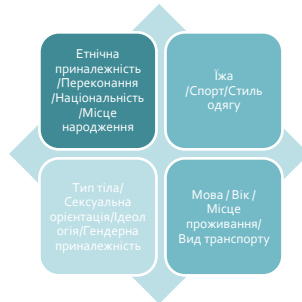 Етнічна
приналежність
/Переконання
/Національність
/Місце
народження
Їжа
/Спорт/Стиль
одягу
Тип тіла/
Сексуальна
орієнтація/Ідеол
огія/Гендерна
приналежність
Мова / Вік /
Місце
проживання/
Вид транспорту